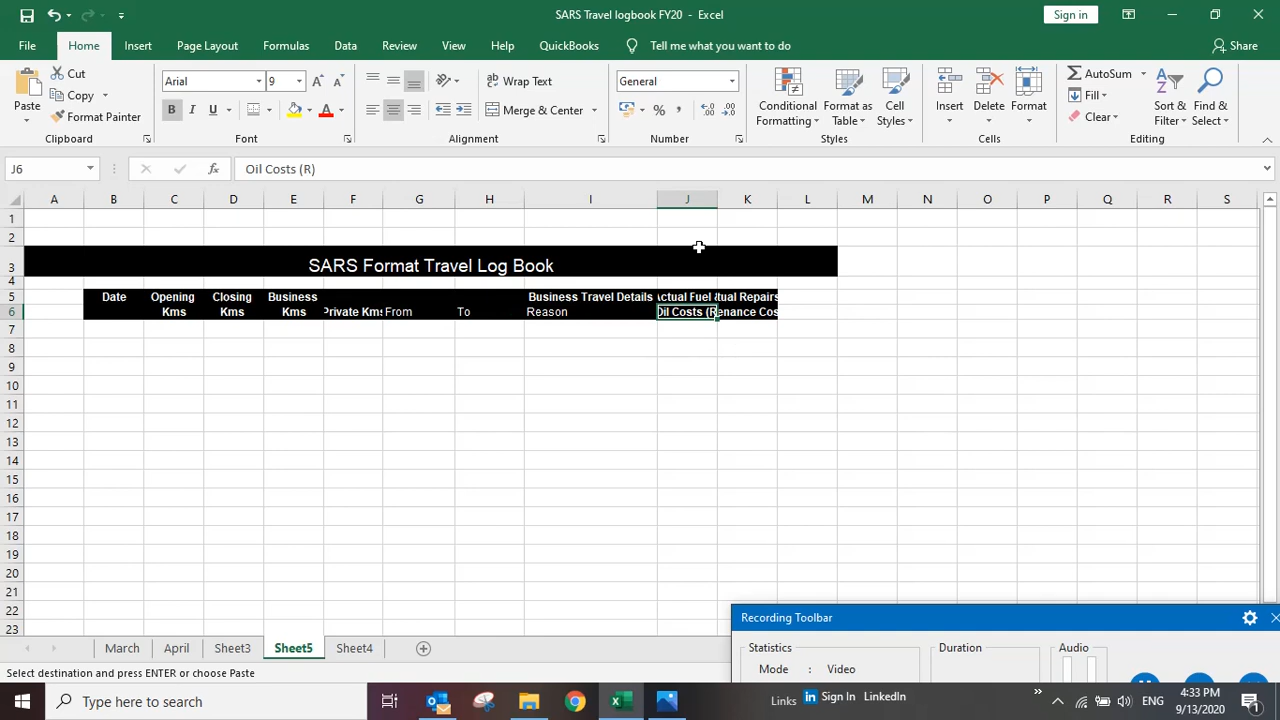 SARS Travel logbook FY20 - Excel
Sign in
File Home Insert Page Layout Formulas Data Review View Help QuickBooks Tell me what you want to do Share
Paste
Cut
Copy
Format Painter
Clipboard
Arial 9
B I U
Font
Wrap Text
Merge & Center
Alignment
General
Number
Conditional Formatting
Format as Table
Cell Styles
Styles
Insert Delete Format
Cells
AutoSum
Fill
Clear
Sort & Filter
Find & Select
Editing
J6 fx Oil Costs (R)
A B C D E F G H I J K L M N O P Q R S
1
2
3 SARS Format Travel Log Book
4
5 Date Opening Closing Business Business Travel Details Actual Fuel & tual Repairs
6 Kms Kms Kms Private Kms From To Reason Oil Costs (R enance Cos
7
8
9
10
11
12
13
14
15
16
17
18
19
20
21
22
23
March April Sheet3 Sheet5 Sheet4
Select destination and press ENTER or choose Paste
Recording Toolbar
Statistics Duration Audio
Mode : Video
Type here to search
Links Sign In LinkedIn » ENG
4:33 PM
9/13/2020
1